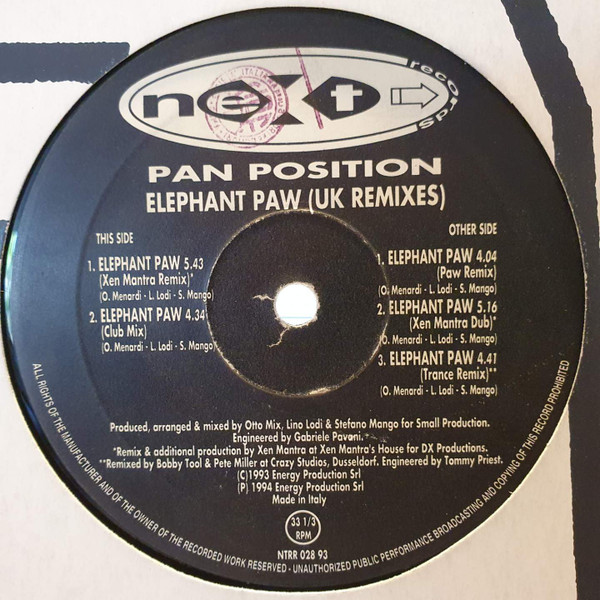 next
records
PAN POSITION
ELEPHANT PAW (UK REMIXES)
THIS SIDE
1. ELEPHANT PAW 5.43
(Xen Mantra Remix)*
(O. Menardi - L. Lodi - S. Mango)
2. ELEPHANT PAW 4.34
(Club Mix)
(O. Menardi - L. Lodi - S. Mango)
OTHER SIDE
1. ELEPHANT PAW 4.04
(Paw Remix)
(O. Menardi - L. Lodi - S. Mango)
2. ELEPHANT PAW 5.16
(Xen Mantra Dub)*
(O. Menardi - L. Lodi - S. Mango)
3. ELEPHANT PAW 4.41
(Trance Remix)**
(O. Menardi - L. Lodi - S. Mango)
Produced, arranged & mixed by Otto Mix, Lino Lodi & Stefano Mango for Small Production.
Engineered by Gabriele Pavani.
*Remix & additional production by Xen Mantra at Xen Mantra's House for DX Productions.
**Remixed by Bobby Tool & Pete Miller at Crazy Studios, Dusseldorf. Engineered by Tommy Priest.
(C)1993 Energy Production Srl
(P) 1994 Energy Production Srl
Made in Italy
33 1/3
RPM
NTRR 028 93
ALL RIGHTS OF THE MANUFACTURER AND OF THE OWNER OF THE RECORDED WORK RESERVED - UNAUTHORIZED PUBLIC PERFORMANCE BROADCASTING AND COPYING OF THIS RECORD PROHIBITED